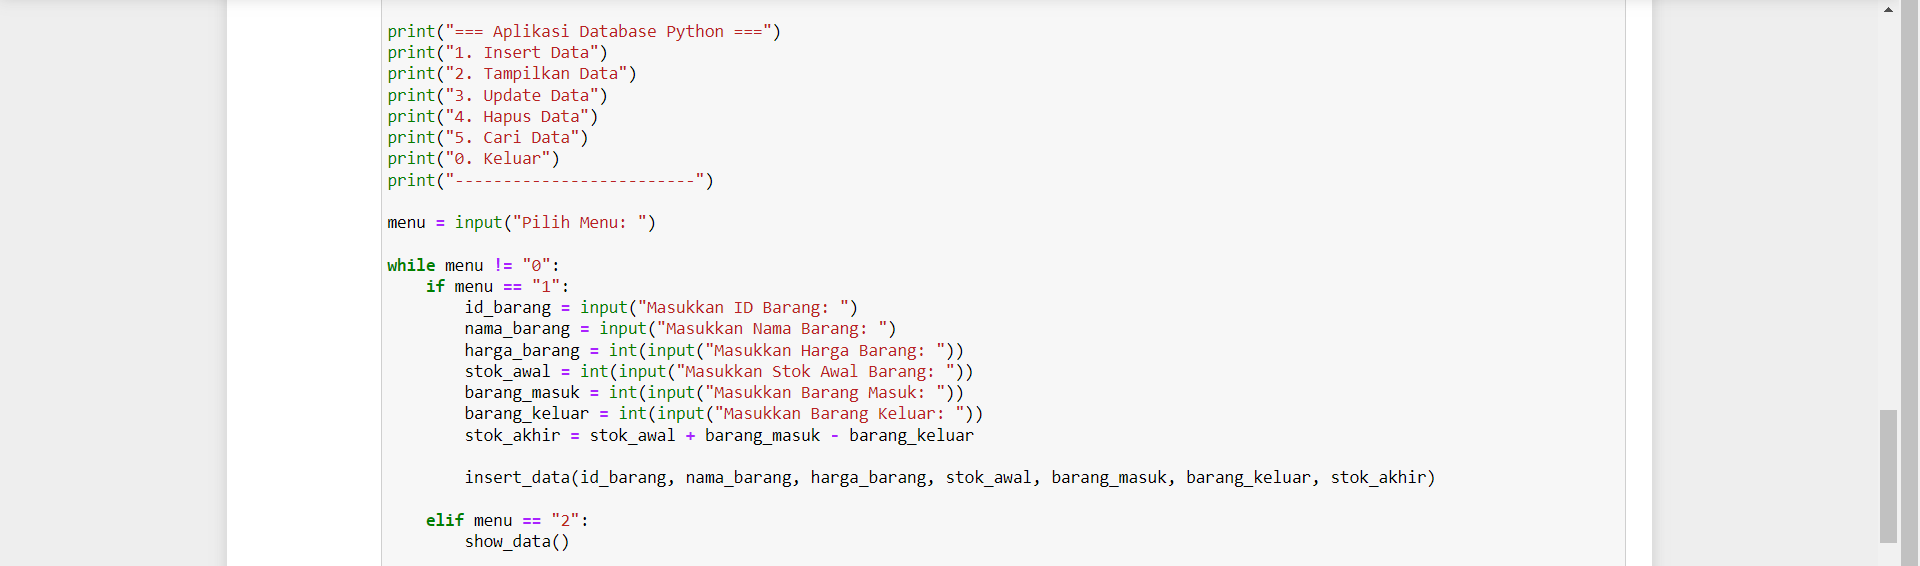 print("=== Aplikasi Database Python ===")
print("1. Insert Data")
print("2. Tampilkan Data")
print("3. Update Data")
print("4. Hapus Data")
print("5. Cari Data")
print("0. Keluar")
print("-------------------------")

menu = input("Pilih Menu: ")

while menu != "0":
    if menu == "1":
        id_barang = input("Masukkan ID Barang: ")
        nama_barang = input("Masukkan Nama Barang: ")
        harga_barang = int(input("Masukkan Harga Barang: "))
        stok_awal = int(input("Masukkan Stok Awal Barang: "))
        barang_masuk = int(input("Masukkan Barang Masuk: "))
        barang_keluar = int(input("Masukkan Barang Keluar: "))
        stok_akhir = stok_awal + barang_masuk - barang_keluar

        insert_data(id_barang, nama_barang, harga_barang, stok_awal, barang_masuk, barang_keluar, stok_akhir)

    elif menu == "2":
        show_data()